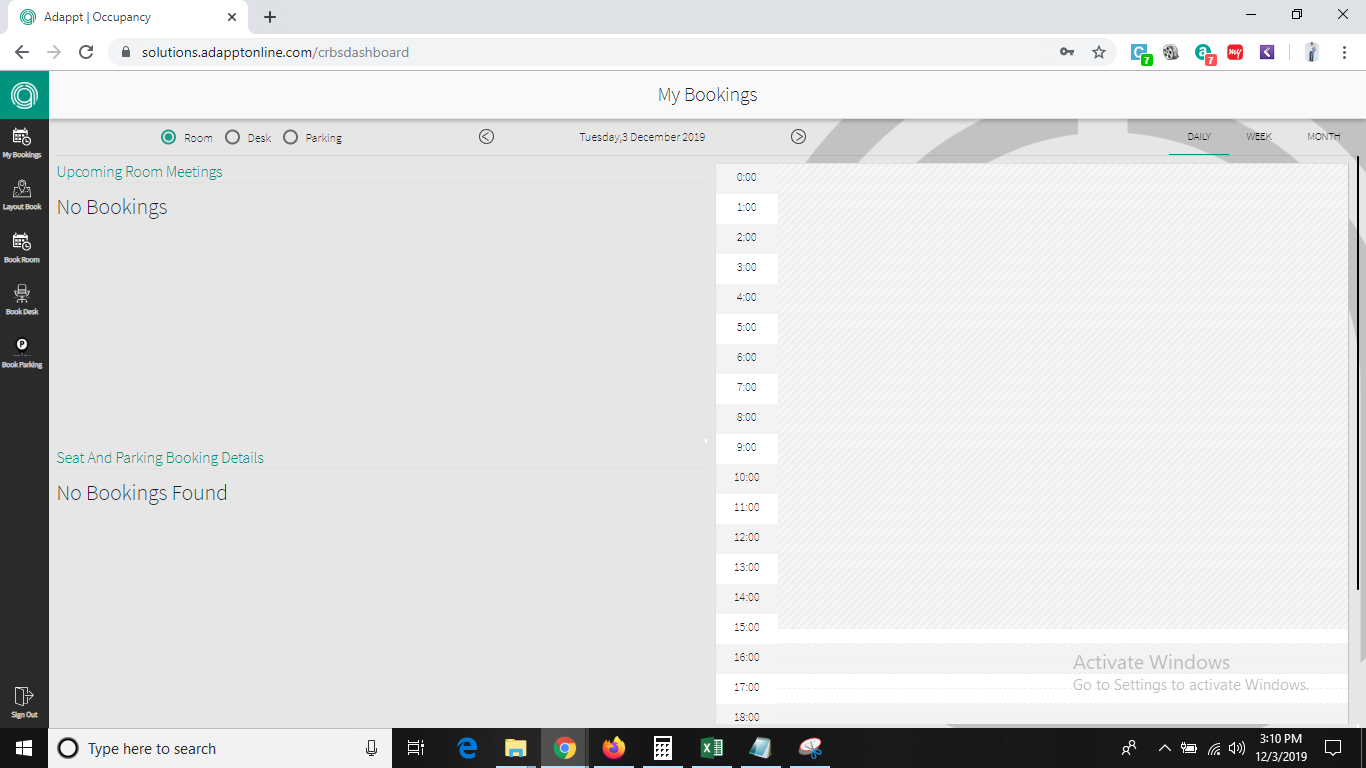 Adappt | Occupancy
solutions.adapptonline.com/crbsdashboard
7
7
my
My Bookings
Room
Desk
Parking
Tuesday,3 December 2019
DAILY
WEEK
MONTH
My Bookings
Layout Book
Book Room
Book Desk
P
Book Parking
Sign Out
Upcoming Room Meetings
No Bookings
Seat And Parking Booking Details
No Bookings Found
0:00
1:00
2:00
3:00
4:00
5:00
6:00
7:00
8:00
9:00
10:00
11:00
12:00
13:00
14:00
15:00
16:00
17:00
18:00
Activate Windows
Go to Settings to activate Windows.
Type here to search
3:10 PM
12/3/2019